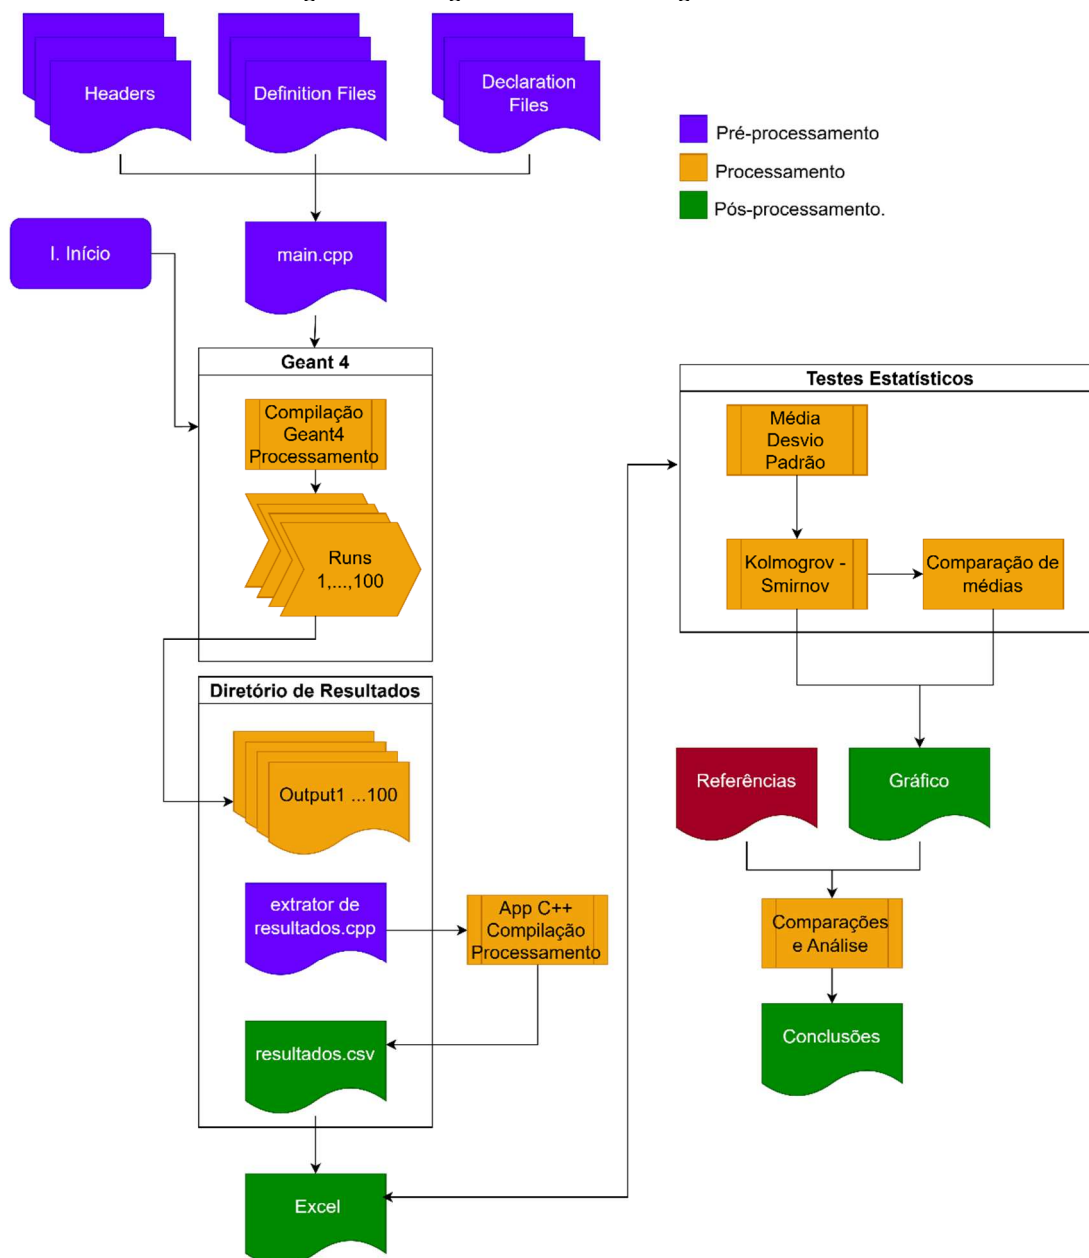 Headers
Definition Files
Declaration
Files
Pré-processamento
Processamento
Pós-processamento.
I. Início
main.cpp
Geant 4
Compilação
Geant4
Processamento
Runs
1,...,100
Diretório de Resultados
Output1 ...100
extrator de
resultados.cpp
App C++
Compilação
Processamento
resultados.csv
Excel
Testes Estatísticos
Média
Desvio
Padrão
Kolmogrov -
Smirnov
Comparação de
médias
Referências
Gráfico
Comparações
e Análise
Conclusões